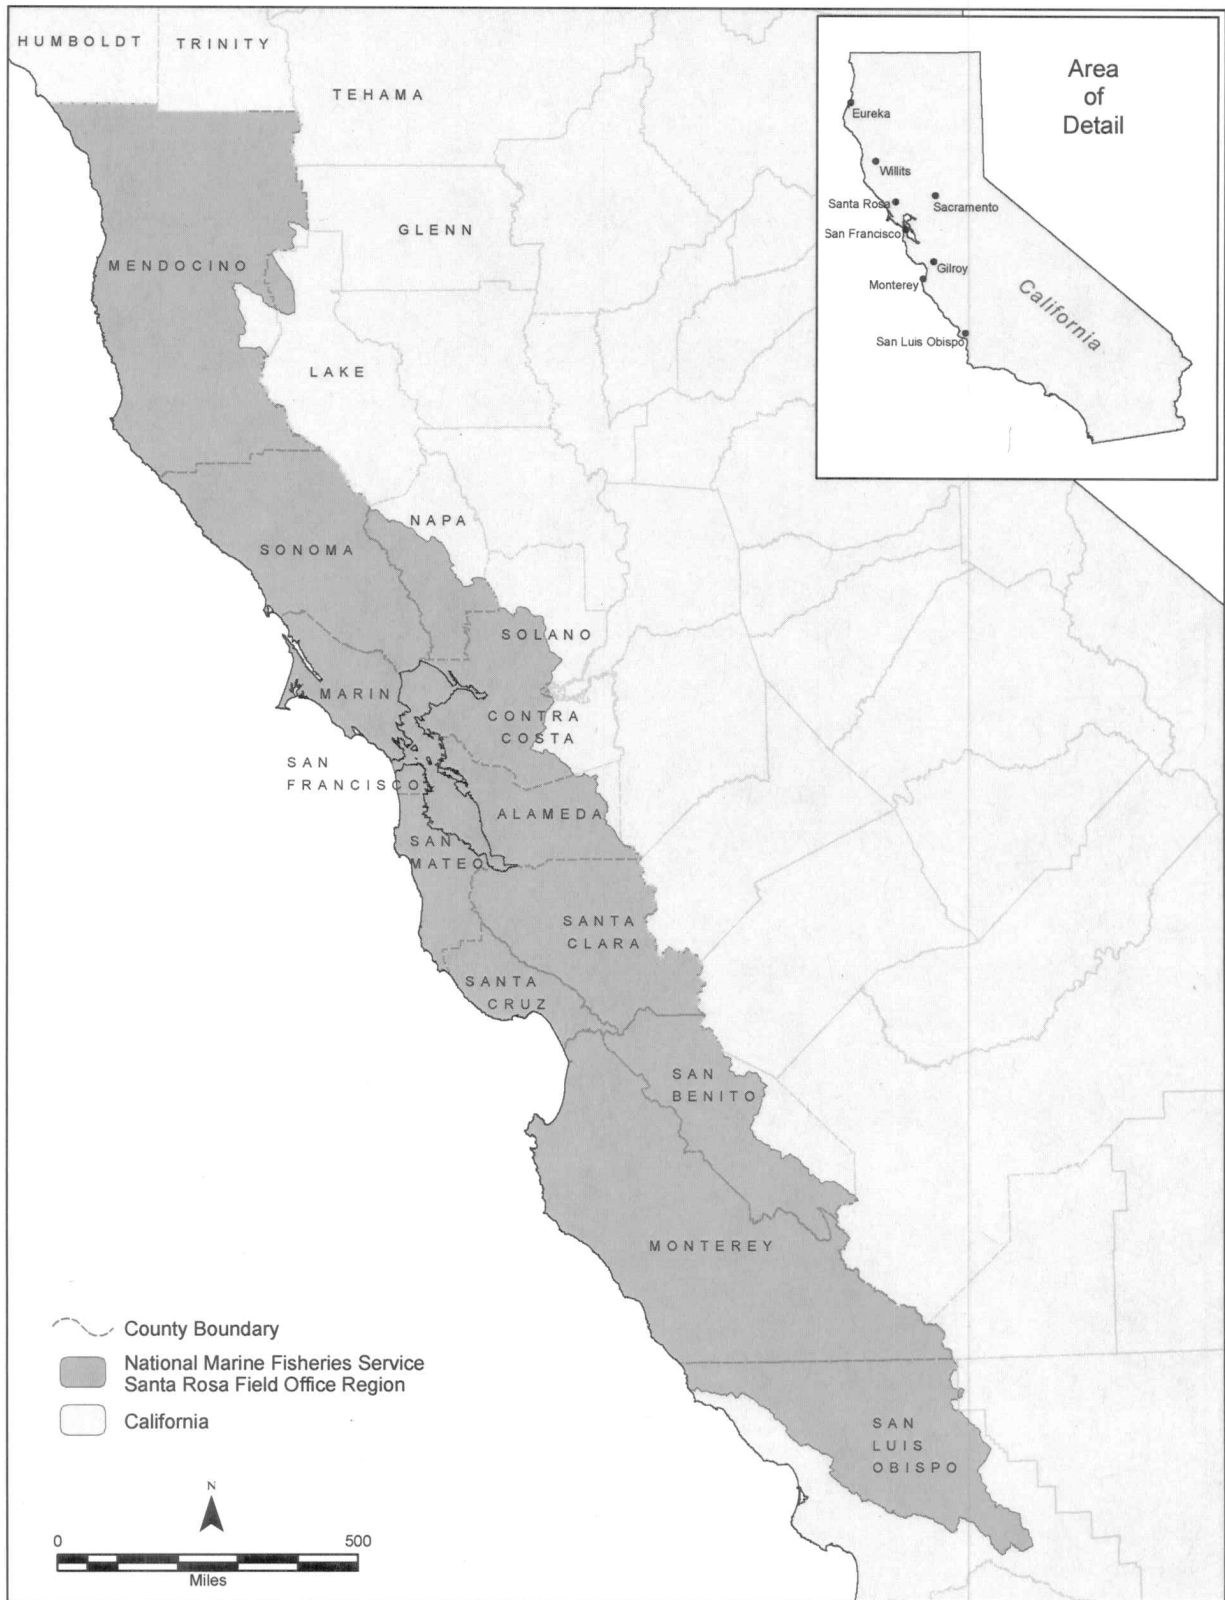 HUMBOLDT
TRINITY
TEHAMA
GLENN
MENDOCINO
LAKE
NAPA
SONOMA
SOLANO
MARIN
CONTRA
COSTA
SAN
FRANCISCO
ALAMEDA
SAN
MATEO
SANTA
CLARA
SANTA
CRUZ
SAN
BENITO
MONTEREY
SAN
LUIS
OBISPO
Area
of
Detail
Eureka
Willits
Santa Rosa
Sacramento
San Francisco
Gilroy
Monterey
San Luis Obispo
California
County Boundary
National Marine Fisheries Service
Santa Rosa Field Office Region
California
N
0 500
Miles